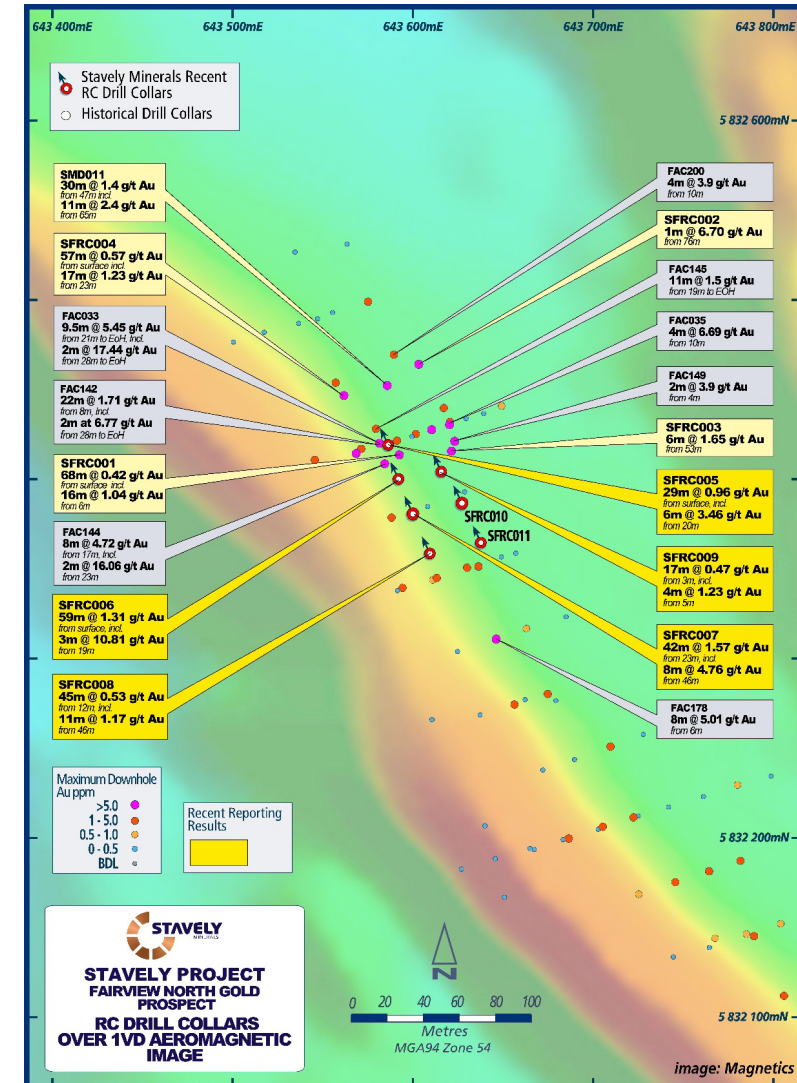 643 400mE
643 500mE
643 600mE
643 700mE
643 800mE
Stavely Minerals Recent
RC Drill Collars
Historical Drill Collars
5 832 600mN
SMD011
30m @ 1.4 g/t Au
from 47m incl.
11m @ 2.4 g/t Au
from 65m
SFRC004
57m @ 0.57 g/t Au
from surface incl.
17m @ 1.23 g/t Au
from 23m
FAC033
9.5m @ 5.45 g/t Au
from 21m to EoH, incl.
2m @ 17.44 g/t Au
from 28m to EoH
FAC142
22m @ 1.71 g/t Au
from 8m, incl.
2m at 6.77 g/t Au
from 28m to EoH
SFRC001
68m @ 0.42 g/t Au
from surface incl.
16m @ 1.04 g/t Au
from 6m
FAC144
8m @ 4.72 g/t Au
from 17m, incl.
2m @ 16.06 g/t Au
from 23m
SFRC006
59m @ 1.31 g/t Au
from surface, incl.
3m @ 10.81 g/t Au
from 19m
SFRC008
45m @ 0.53 g/t Au
from 12m, incl.
11m @ 1.17 g/t Au
from 46m
FAC200
4m @ 3.9 g/t Au
from 10m
SFRC002
1m @ 6.70 g/t Au
from 76m
FAC145
11m @ 1.5 g/t Au
from 19m to EOH
FAC035
4m @ 6.69 g/t Au
from 10m
FAC149
2m @ 3.9 g/t Au
from 4m
SFRC003
6m @ 1.65 g/t Au
from 53m
SFRC005
29m @ 0.96 g/t Au
from surface, incl.
6m @ 3.46 g/t Au
from 20m
SFRC009
17m @ 0.47 g/t Au
from 3m, incl.
4m @ 1.23 g/t Au
from 5m
SFRC007
42m @ 1.57 g/t Au
from 23m, incl.
8m @ 4.76 g/t Au
from 46m
FAC178
8m @ 5.01 g/t Au
from 6m
SFRC010
SFRC011
Maximum Downhole
Au ppm
>5.0
1 - 5.0
0.5 - 1.0
0 - 0.5
BDL
Recent Reporting
Results
5 832 200mN
STAVELY
MINERALS
STAVELY PROJECT
FAIRVIEW NORTH GOLD
PROSPECT
RC DRILL COLLARS
OVER 1VD AEROMAGNETIC
IMAGE
N
0 20 40 60 80 100
Metres
MGA94 Zone 54
5 832 100mN
image: Magnetics